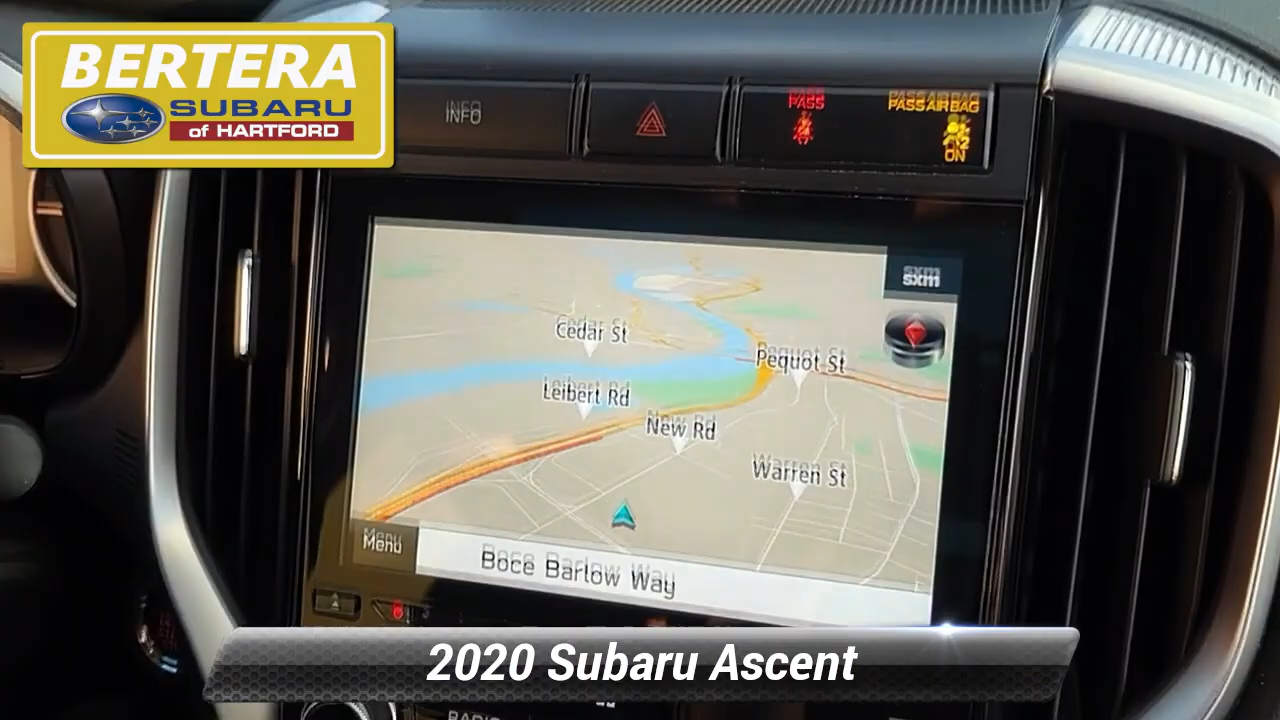 BERTERA
SUBARU
of HARTFORD
INFO
PASS
PASS AIR BAG
ON
sxm
Cedar St
Pequot St
Leibert Rd
New Rd
Warren St
Menu
Boce Barlow Way
2020 Subaru Ascent
RADIO